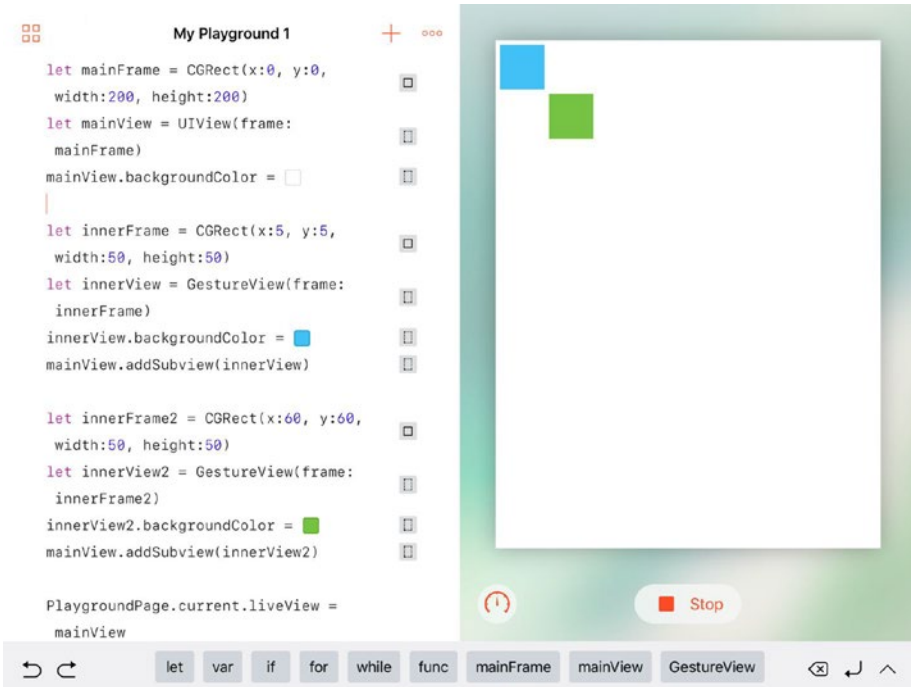 My Playground 1
let mainFrame = CGRect(x:0, y:0,
width:200, height:200)
let mainView = UIView(frame:
mainFrame)
mainView.backgroundColor =
let innerFrame = CGRect(x:5, y:5,
width:50, height:50)
let innerView = GestureView(frame:
innerFrame)
innerView.backgroundColor =
mainView.addSubview(innerView)
let innerFrame2 = CGRect(x:60, y:60,
width:50, height:50)
let innerView2 = GestureView(frame:
innerFrame2)
innerView2.backgroundColor =
mainView.addSubview(innerView2)
PlaygroundPage.current.liveView =
mainView
Stop
let var if for while func mainFrame mainView GestureView